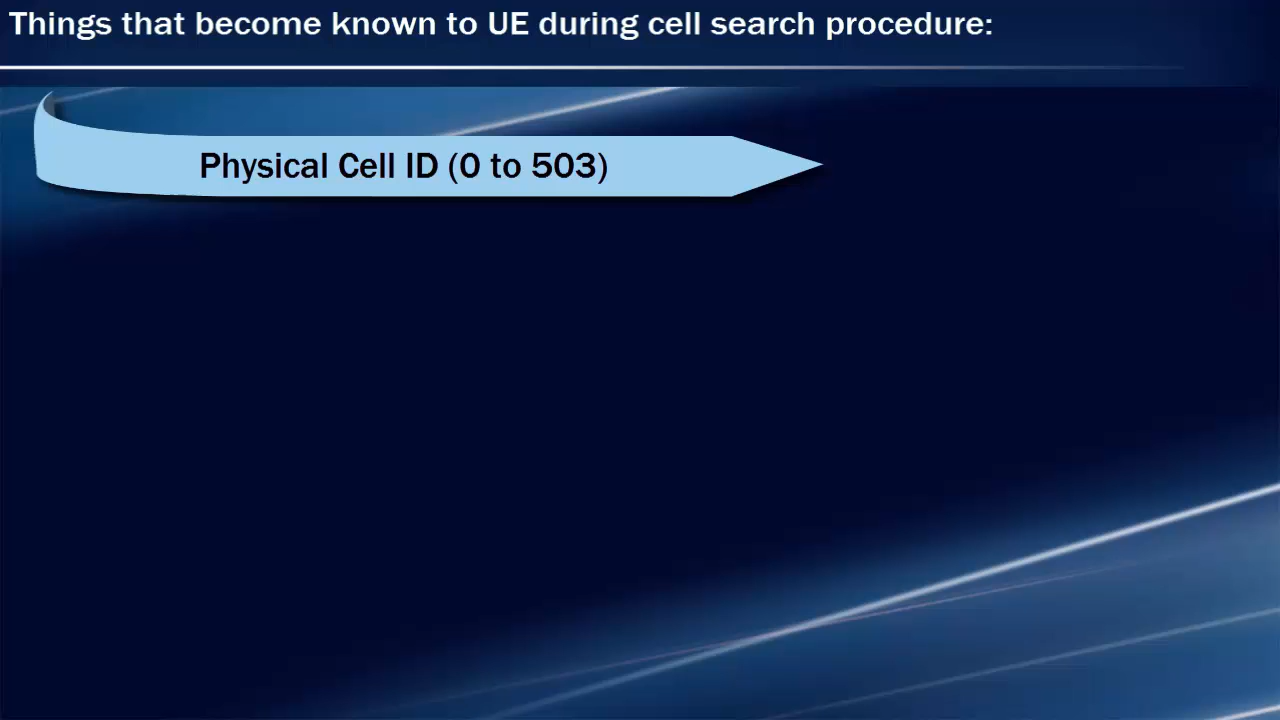 Things that become known to UE during cell search procedure:
Physical Cell ID (0 to 503)